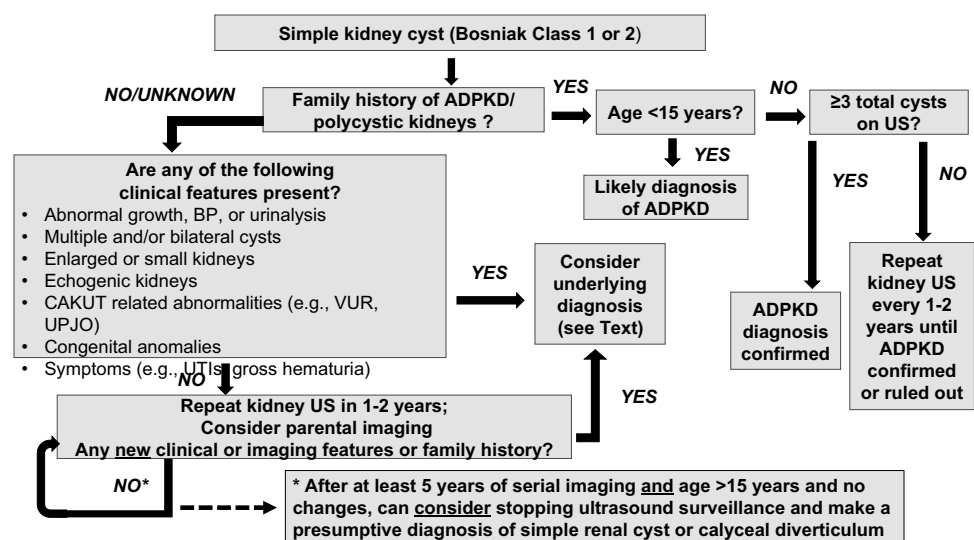 Simple kidney cyst (Bosniak Class 1 or 2)
NO/UNKNOWN
Family history of ADPKD/
polycystic kidneys ?
YES
Age <15 years?
NO
≥3 total cysts
on US?
YES
Likely diagnosis
of ADPKD
YES
NO
ADPKD
diagnosis
confirmed
Repeat
kidney US
every 1-2
years until
ADPKD
confirmed
or ruled out
Are any of the following
clinical features present?
• Abnormal growth, BP, or urinalysis
• Multiple and/or bilateral cysts
• Enlarged or small kidneys
• Echogenic kidneys
• CAKUT related abnormalities (e.g., VUR,
UPJO)
• Congenital anomalies
• Symptoms (e.g., UTIs, gross hematuria)
YES
Consider
underlying
diagnosis
(see Text)
NO
Repeat kidney US in 1-2 years;
Consider parental imaging
Any new clinical or imaging features or family history?
YES
NO*
* After at least 5 years of serial imaging and age >15 years and no
changes, can consider stopping ultrasound surveillance and make a
presumptive diagnosis of simple renal cyst or calyceal diverticulum